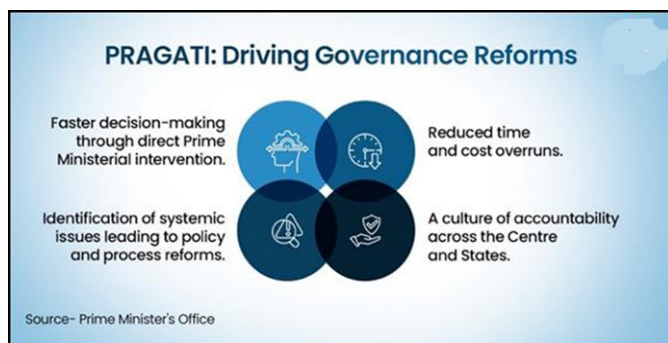 PRAGATI: Driving Governance Reforms
Faster decision-making
through direct Prime
Ministerial intervention.
Reduced time
and cost overruns.
Identification of systemic
issues leading to policy
and process reforms.
A culture of accountability
across the Centre
and States.
Source- Prime Minister's Office